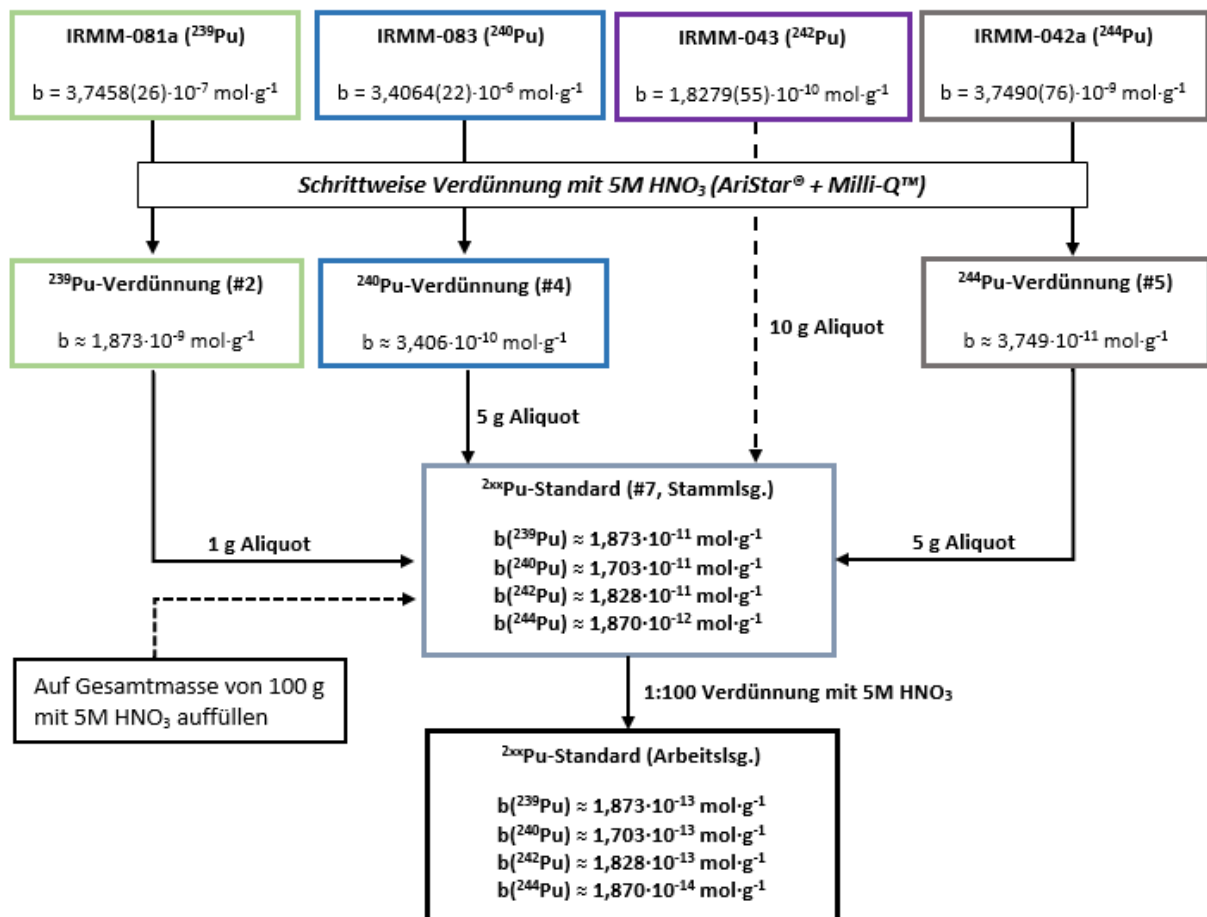 IRMM-081a (²³⁹Pu)
b = 3,7458(26)·10⁻⁷ mol·g⁻¹
IRMM-083 (²⁴⁰Pu)
b = 3,4064(22)·10⁻⁶ mol·g⁻¹
IRMM-043 (²⁴²Pu)
b = 1,8279(55)·10⁻¹⁰ mol·g⁻¹
IRMM-042a (²⁴⁴Pu)
b = 3,7490(76)·10⁻⁹ mol·g⁻¹
Schrittweise Verdünnung mit 5M HNO₃ (AriStar® + Milli-Q™)
²³⁹Pu-Verdünnung (#2)
b ≈ 1,873·10⁻⁹ mol·g⁻¹
²⁴⁰Pu-Verdünnung (#4)
b ≈ 3,406·10⁻¹⁰ mol·g⁻¹
10 g Aliquot
²⁴⁴Pu-Verdünnung (#5)
b ≈ 3,749·10⁻¹¹ mol·g⁻¹
5 g Aliquot
1 g Aliquot
²ˣˣPu-Standard (#7, Stammlsg.)
b(²³⁹Pu) ≈ 1,873·10⁻¹¹ mol·g⁻¹
b(²⁴⁰Pu) ≈ 1,703·10⁻¹¹ mol·g⁻¹
b(²⁴²Pu) ≈ 1,828·10⁻¹¹ mol·g⁻¹
b(²⁴⁴Pu) ≈ 1,870·10⁻¹² mol·g⁻¹
5 g Aliquot
Auf Gesamtmasse von 100 g
mit 5M HNO₃ auffüllen
1:100 Verdünnung mit 5M HNO₃
²ˣˣPu-Standard (Arbeitslsg.)
b(²³⁹Pu) ≈ 1,873·10⁻¹³ mol·g⁻¹
b(²⁴⁰Pu) ≈ 1,703·10⁻¹³ mol·g⁻¹
b(²⁴²Pu) ≈ 1,828·10⁻¹³ mol·g⁻¹
b(²⁴⁴Pu) ≈ 1,870·10⁻¹⁴ mol·g⁻¹